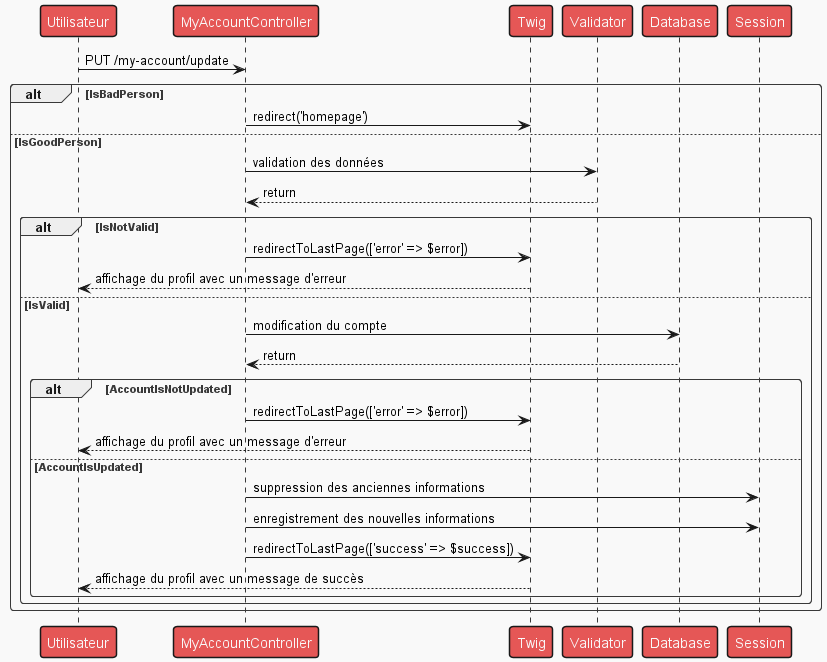 Utilisateur MyAccountController Twig Validator Database Session
PUT /my-account/update
alt [IsBadPerson]
redirect('homepage')
[IsGoodPerson]
validation des données
return
alt [IsNotValid]
redirectToLastPage(['error' => $error])
affichage du profil avec un message d'erreur
[IsValid]
modification du compte
return
alt [AccountIsNotUpdated]
redirectToLastPage(['error' => $error])
affichage du profil avec un message d'erreur
[AccountIsUpdated]
suppression des anciennes informations
enregistrement des nouvelles informations
redirectToLastPage(['success' => $success])
affichage du profil avec un message de succès
Utilisateur MyAccountController Twig Validator Database Session